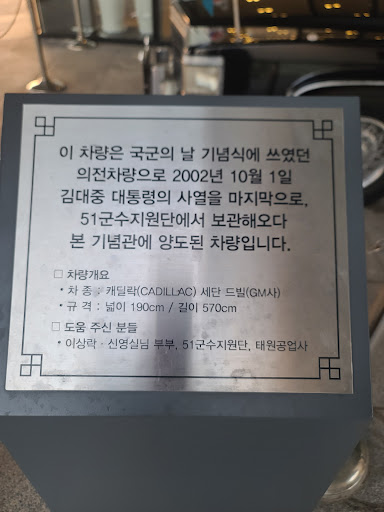 이 차량은 국군의 날 기념식에 쓰였던
의전차량으로 2002년 10월 1일
김대중 대통령의 사열을 마지막으로,
51군수지원단에서 보관해오다
본 기념관에 양도된 차량입니다.
□ 차량개요
• 차 종 : 캐딜락(CADILLAC) 세단 드빌(GM사)
• 규 격 : 넓이 190cm / 길이 570cm
□ 도움 주신 분들
• 이상락 · 신영실님 부부, 51군수지원단, 태원공업사